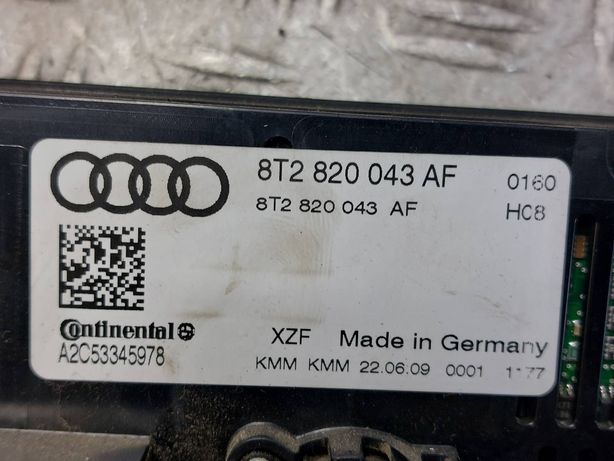 8T2 820 043 AF 0160
8T2 820 043 AF HC8
Continental
A2C53345978
XZF Made in Germany
KMM KMM 22.06.09 0001 1177